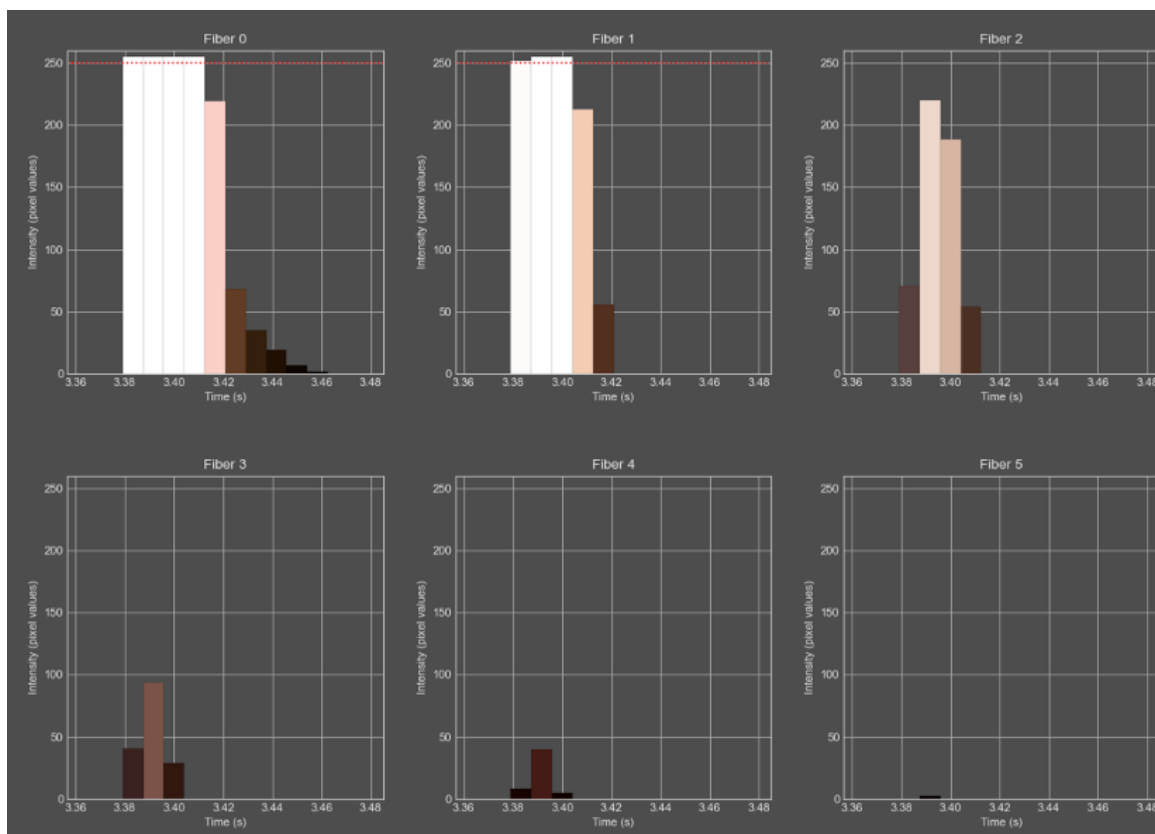 Fiber 0 Fiber 1 Fiber 2
250 250 250
200 200 200
150 150 150
100 100 100
50 50 50
0 0 0
Intensity (pixel values) Intensity (pixel values) Intensity (pixel values)
3.36 3.38 3.40 3.42 3.44 3.46 3.48 3.36 3.38 3.40 3.42 3.44 3.46 3.48 3.36 3.38 3.40 3.42 3.44 3.46 3.48
Time (s) Time (s) Time (s)
Fiber 3 Fiber 4 Fiber 5
250 250 250
200 200 200
150 150 150
100 100 100
50 50 50
0 0 0
Intensity (pixel values) Intensity (pixel values) Intensity (pixel values)
3.36 3.38 3.40 3.42 3.44 3.46 3.48 3.36 3.38 3.40 3.42 3.44 3.46 3.48 3.36 3.38 3.40 3.42 3.44 3.46 3.48
Time (s) Time (s) Time (s)